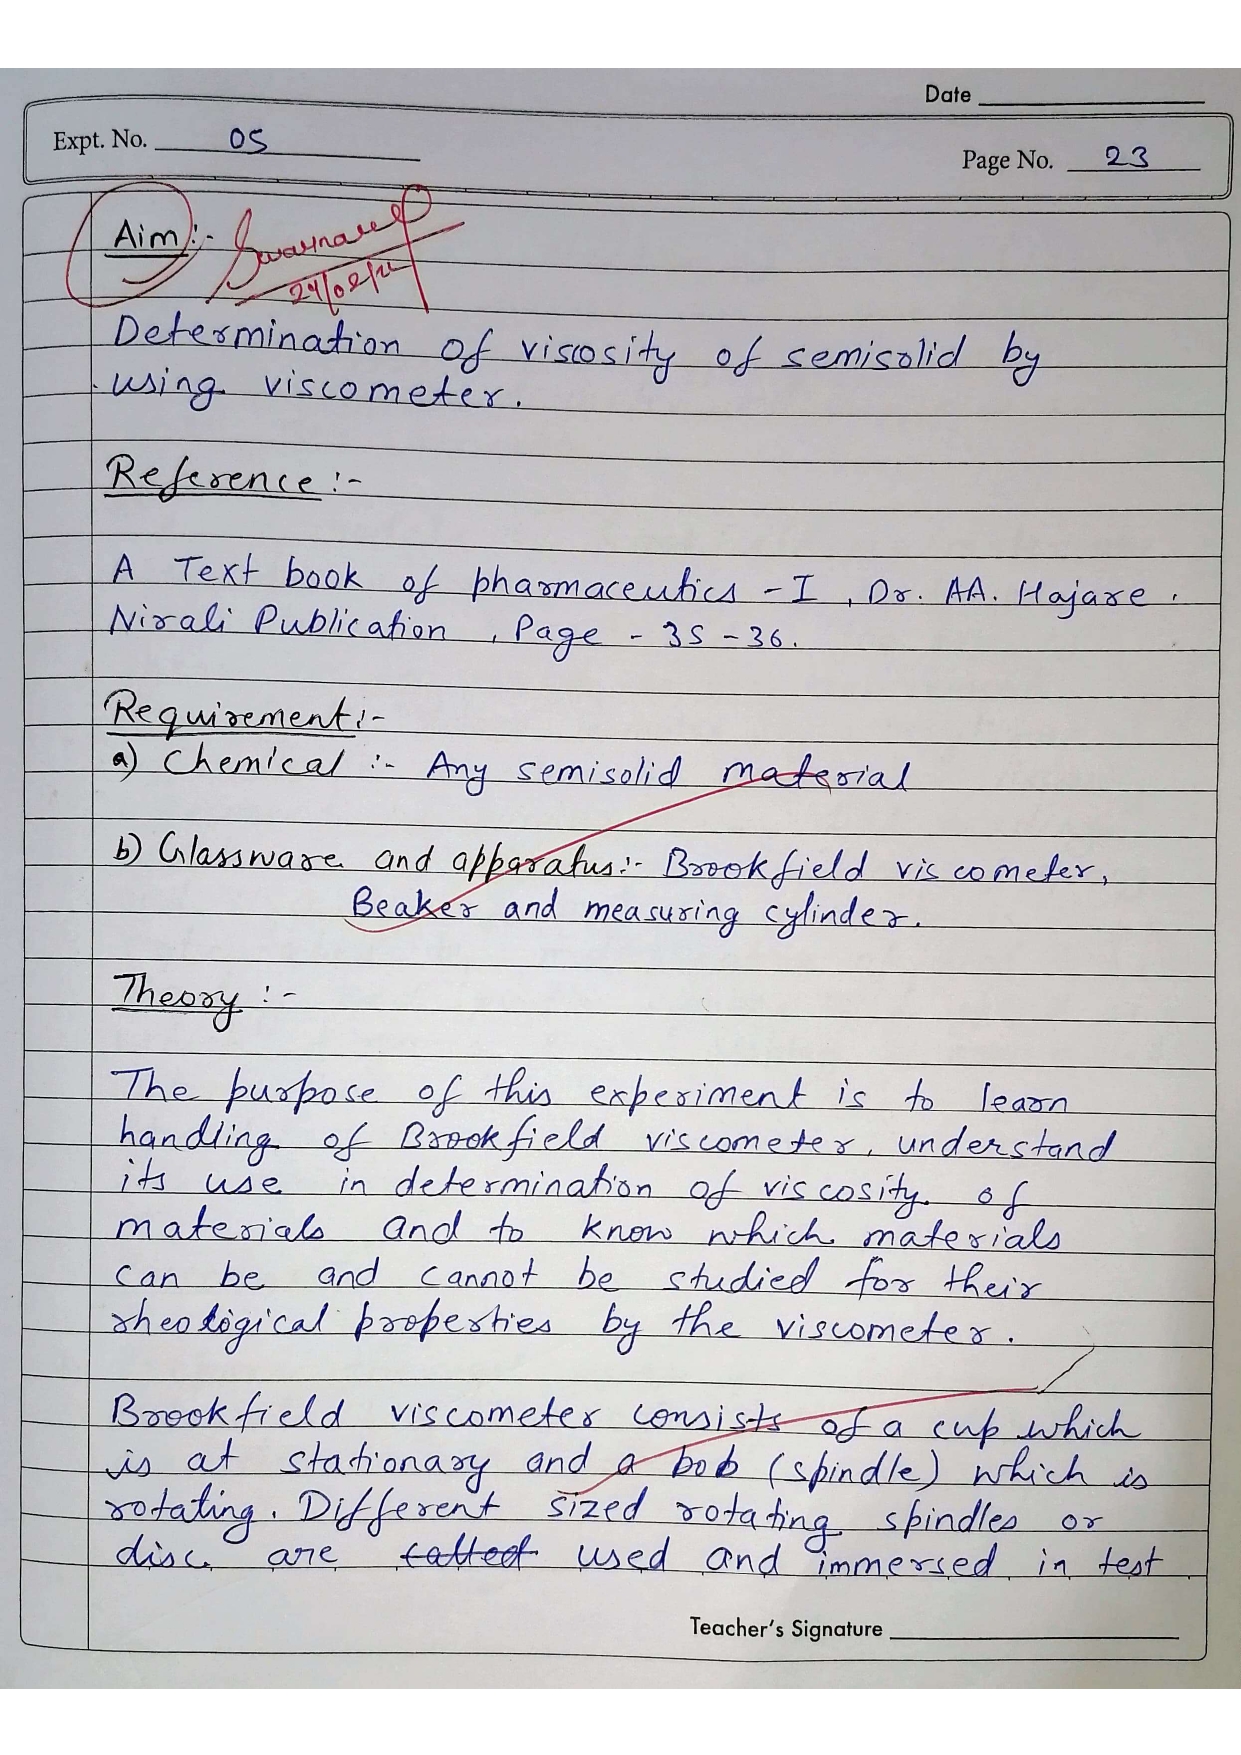 Date
Expt. No. 05
Page No. 23
Aim :-
Determination of viscosity of semisolid by
using viscometer.
Reference :-
A Text book of pharmaceutics - I , Dr. AA. Hajare .
Nirali Publication , Page - 35 - 36.
Requirement :-
a) Chemical :- Any semisolid material
b) Glassware and apparatus :- Brookfield viscometer,
Beaker and measuring cylinder.
Theory :-
The purpose of this experiment is to learn
handling of Brookfield viscometer, understand
its use in determination of viscosity of
materials and to know which materials
can be and cannot be studied for their
rheological properties by the viscometer.
Brookfield viscometer consists of a cup which
is at stationary and a bob (spindle) which is
rotating. Different sized rotating spindles or
disc are used and immersed in test
Teacher's Signature